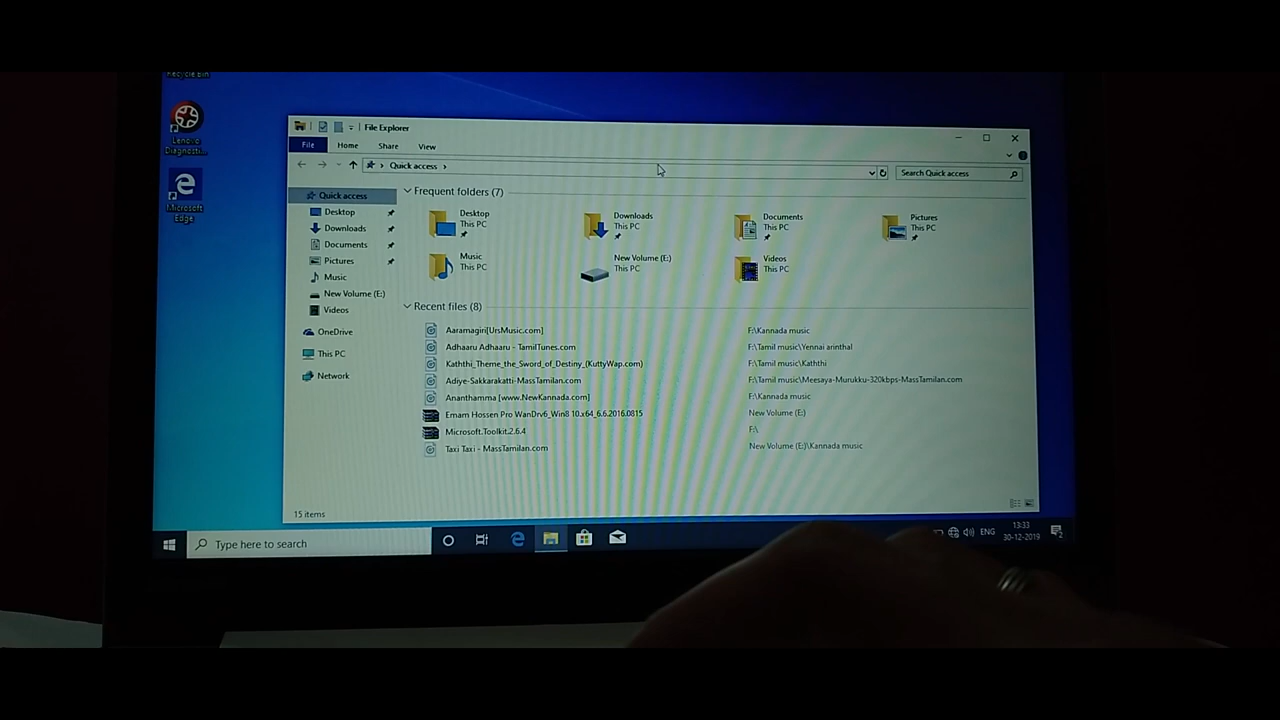 Recycle Bin
Lenovo
Diagnosti...
Microsoft
Edge
File Explorer
File Home Share View
Quick access
Search Quick access
Quick access
Desktop
Downloads
Documents
Pictures
Music
New Volume (E:)
Videos
OneDrive
This PC
Network
Frequent folders (7)
Desktop
This PC
Downloads
This PC
Documents
This PC
Pictures
This PC
Music
This PC
New Volume (E:)
This PC
Videos
This PC
Recent files (8)
Aaramagiri[UrsMusic.com] F:\Kannada music
Adhaaru Adhaaru - TamilTunes.com F:\Tamil music\Yennai arinthal
Kaththi_Theme_the_Sword_of_Destiny_(KuttyWap.com) F:\Tamil music\Kaththi
Adiye-Sakkarakatti-MassTamilan.com F:\Tamil music\Meesaya-Murukku-320kbps-MassTamilan.com
Ananthamma [www.NewKannada.com] F:\Kannada music
Emam Hossen Pro WanDrv6_Win8 10.x64_6.6.2016.0815 New Volume (E:)
Microsoft.Toolkit.2.6.4 F:\
Taxi Taxi - MassTamilan.com New Volume (E:)\Kannada music
15 items
Type here to search
ENG
13:33
30-12-2019